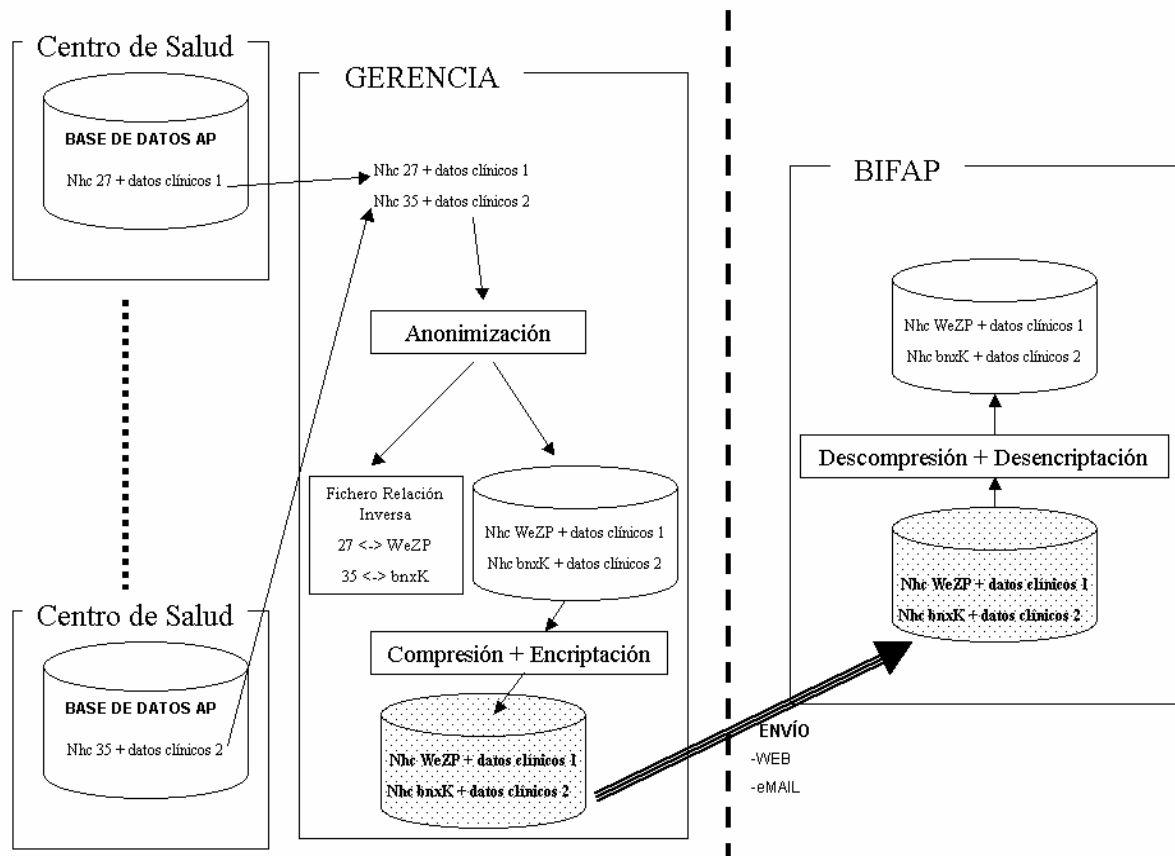 Centro de Salud
BASE DE DATOS AP
Nhc 27 + datos clínicos 1
Centro de Salud
BASE DE DATOS AP
Nhc 35 + datos clínicos 2
GERENCIA
Nhc 27 + datos clínicos 1
Nhc 35 + datos clínicos 2
Anonimización
Fichero Relación
Inversa
27 <-> WeZP
35 <-> bnxK
Nhc WeZP + datos clínicos 1
Nhc bnxK + datos clínicos 2
Compresión + Encriptación
Nhc WeZP + datos clínicos 1
Nhc bnxK + datos clínicos 2
ENVÍO
-WEB
-eMAIL
BIFAP
Nhc WeZP + datos clínicos 1
Nhc bnxK + datos clínicos 2
Descompresión + Desencriptación
Nhc WeZP + datos clínicos 1
Nhc bnxK + datos clínicos 2